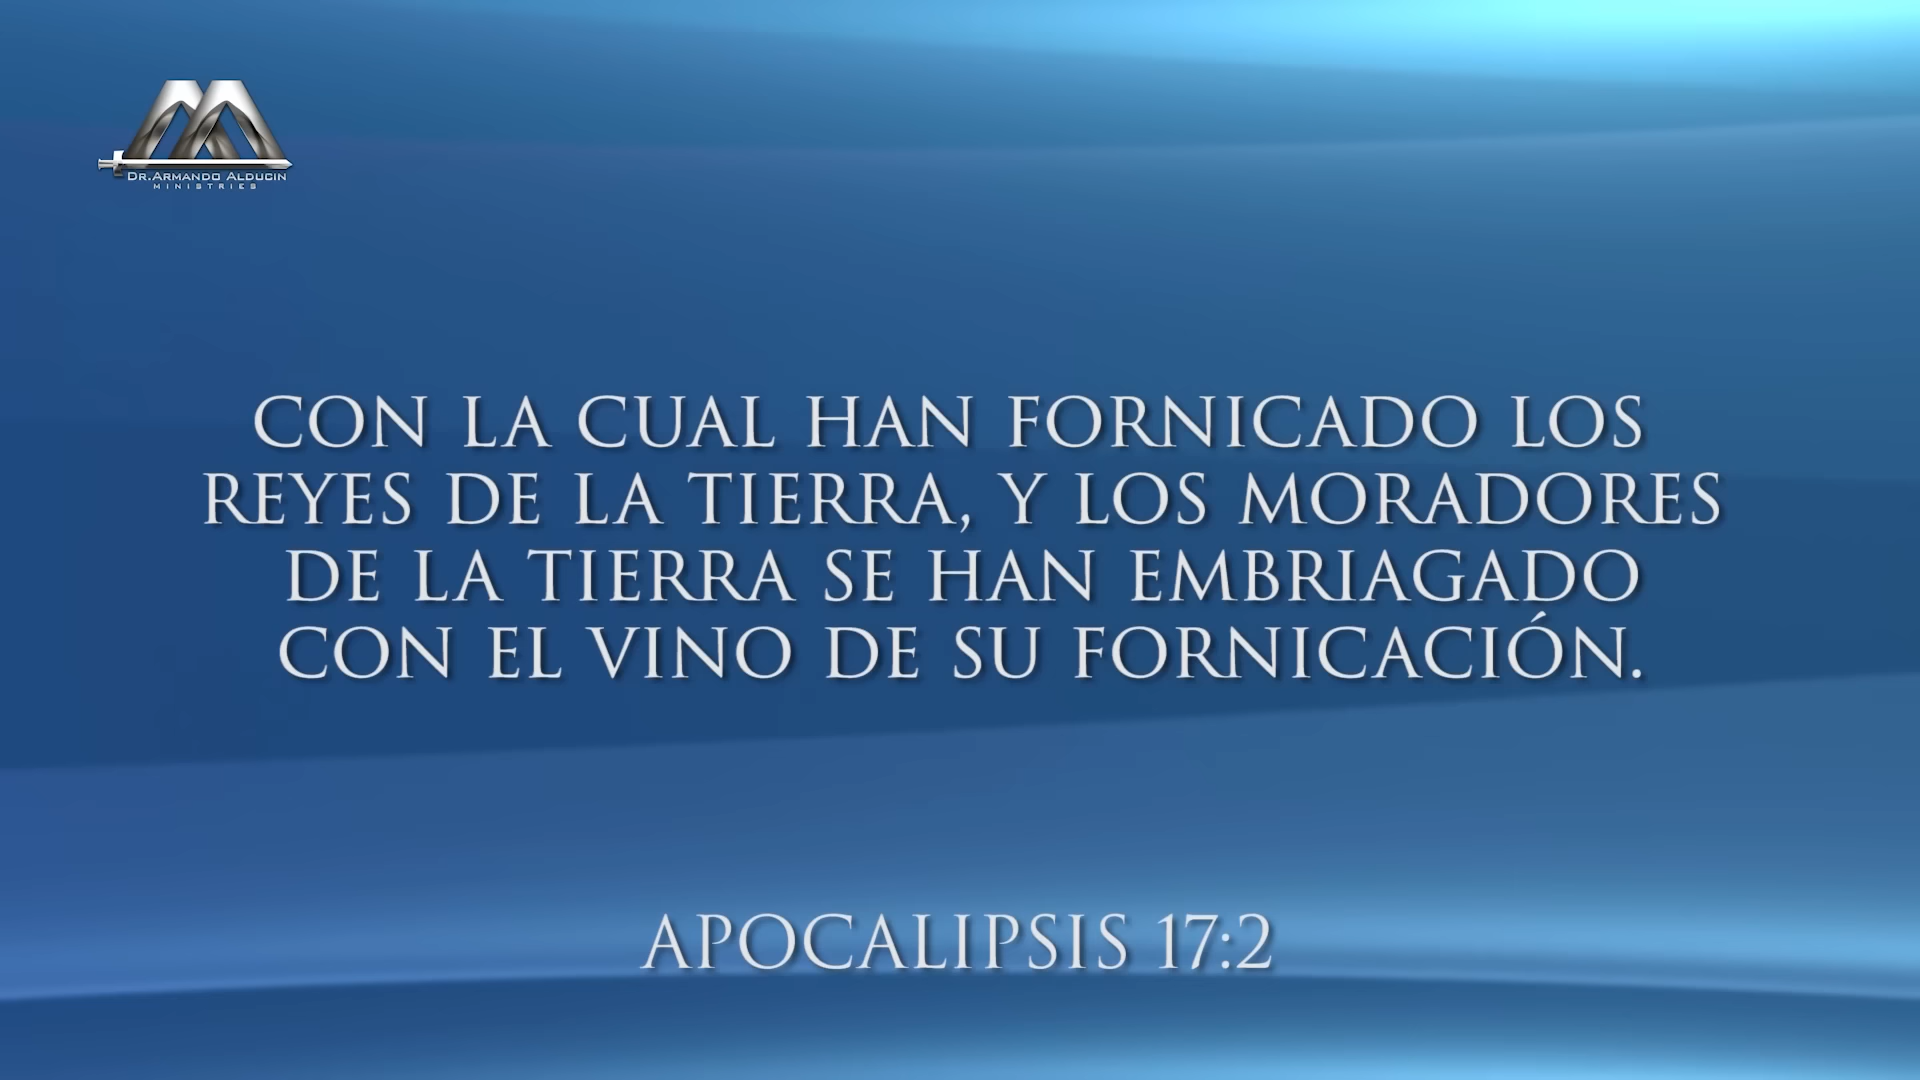 DR. ARMANDO ALDUCIN
MINISTRIES
CON LA CUAL HAN FORNICADO LOS
REYES DE LA TIERRA, Y LOS MORADORES
DE LA TIERRA SE HAN EMBRIAGADO
CON EL VINO DE SU FORNICACIÓN.
APOCALIPSIS 17:2